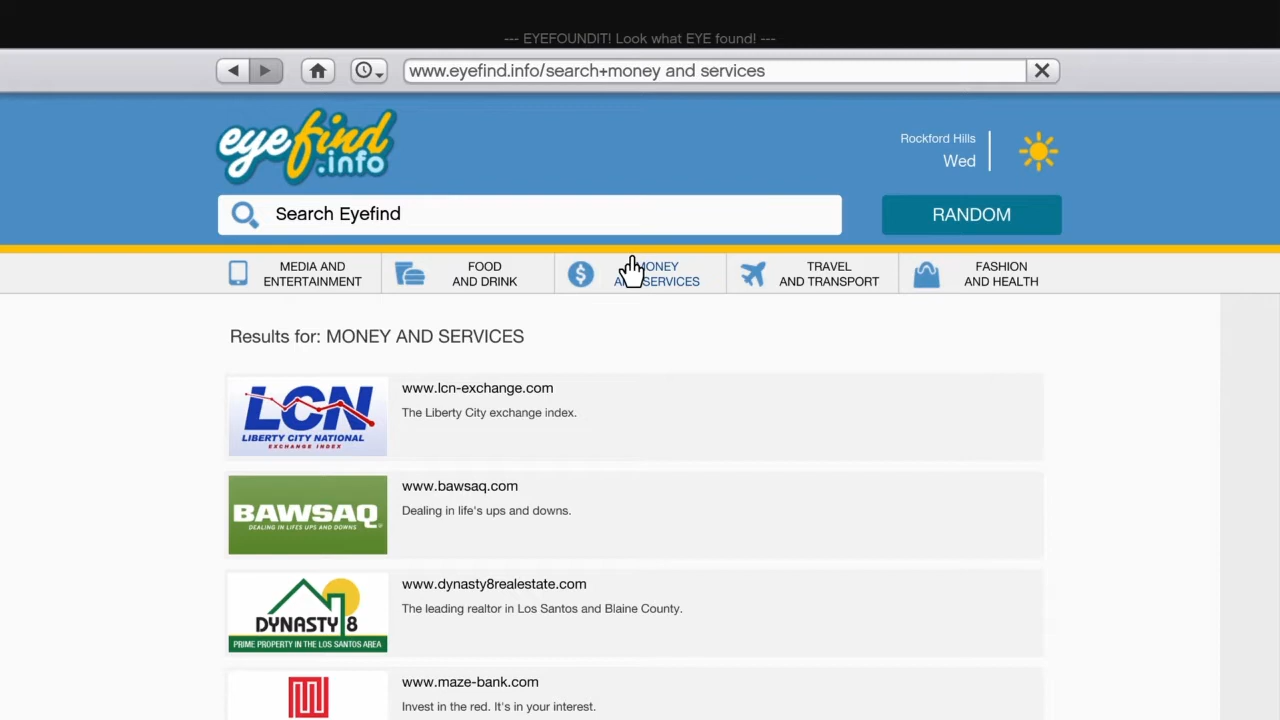 --- EYEFOUNDIT! Look what EYE found! ---
www.eyefind.info/search+money and services
eyefind
.info
Rockford Hills
Wed
Search Eyefind
RANDOM
MEDIA AND
ENTERTAINMENT
FOOD
AND DRINK
MONEY
AND SERVICES
TRAVEL
AND TRANSPORT
FASHION
AND HEALTH
Results for: MONEY AND SERVICES
LCN
LIBERTY CITY NATIONAL
EXCHANGE INDEX
www.lcn-exchange.com
The Liberty City exchange index.
BAWSAQ
DEALING IN LIFES UPS AND DOWNS
www.bawsaq.com
Dealing in life's ups and downs.
DYNASTY 8
PRIME PROPERTY IN THE LOS SANTOS AREA
www.dynasty8realestate.com
The leading realtor in Los Santos and Blaine County.
www.maze-bank.com
Invest in the red. It's in your interest.